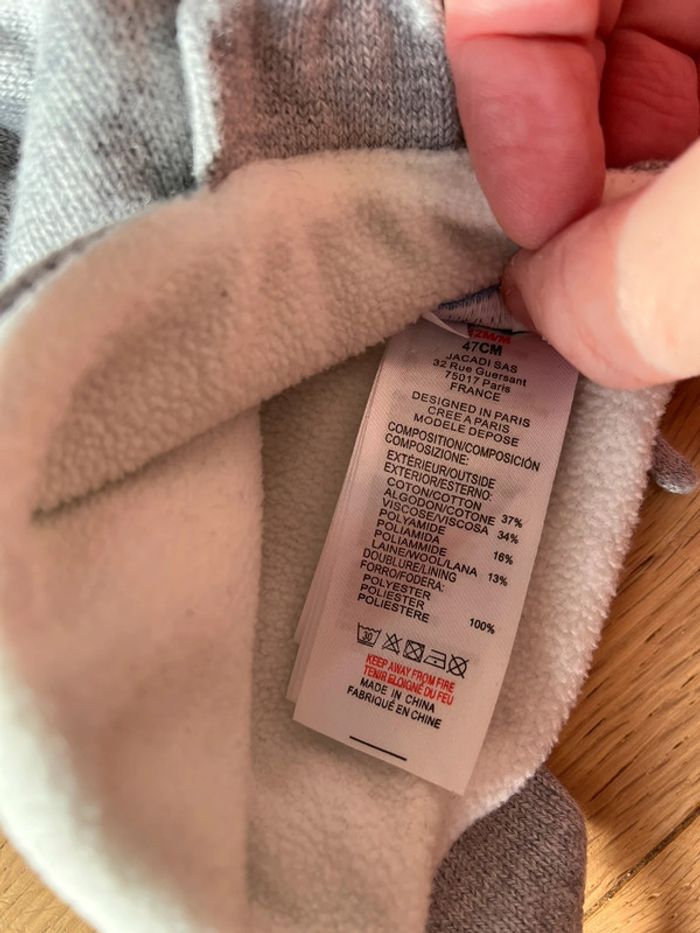 12M/M
47CM
JACADI SAS
32 Rue Guersant
75017 Paris
FRANCE
DESIGNED IN PARIS
CREE A PARIS
MODELE DEPOSE
COMPOSITION/COMPOSICIÓN
COMPOSIZIONE:
EXTÉRIEUR/OUTSIDE
EXTERIOR/ESTERNO:
COTON/COTTON
ALGODON/COTONE 37%
VISCOSE/VISCOSA 34%
POLYAMIDE
POLIAMIDA
POLIAMMIDE 16%
LAINE/WOOL/LANA 13%
DOUBLURE/LINING
FORRO/FODERA:
POLYESTER
POLIESTER
POLIESTERE 100%
30
KEEP AWAY FROM FIRE
TENIR ELOIGNÉ DU FEU
MADE IN CHINA
FABRIQUÉ EN CHINE